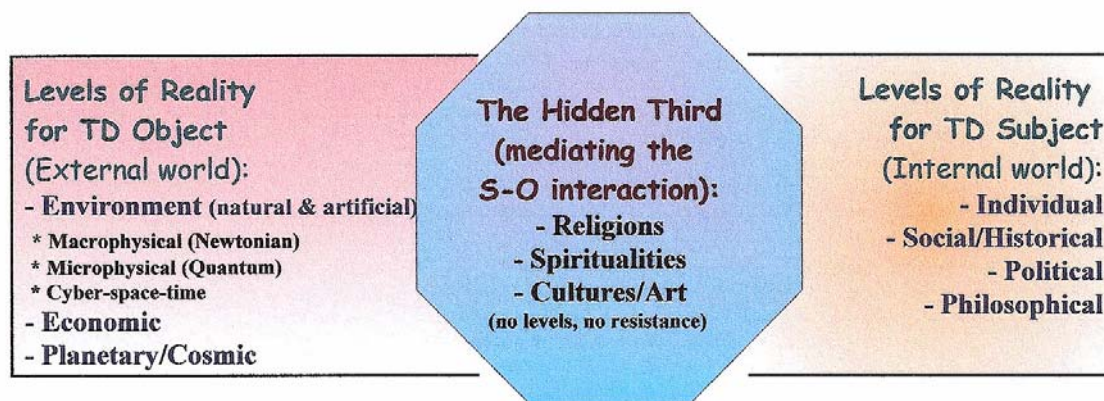 Levels of Reality
for TD Object
(External world):
- Environment (natural & artificial)
* Macrophysical (Newtonian)
* Microphysical (Quantum)
* Cyber-space-time
- Economic
- Planetary/Cosmic
The Hidden Third
(mediating the
S-O interaction):
- Religions
- Spiritualities
- Cultures/Art
(no levels, no resistance)
Levels of Reality
for TD Subject
(Internal world):
- Individual
- Social/Historical
- Political
- Philosophical